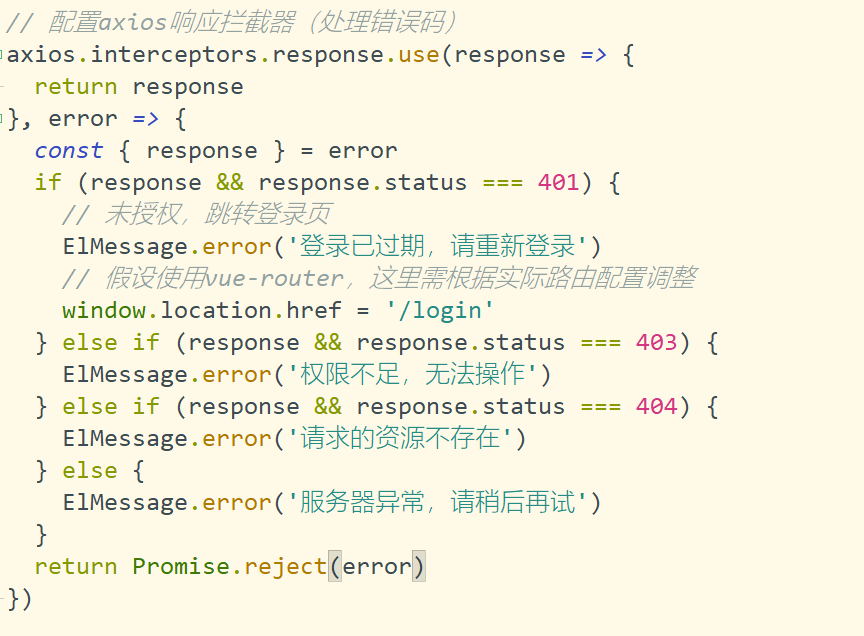 // 配置axios响应拦截器（处理错误码）
axios.interceptors.response.use(response => {
  return response
}, error => {
  const { response } = error
  if (response && response.status === 401) {
    // 未授权，跳转登录页
    ElMessage.error('登录已过期，请重新登录')
    // 假设使用vue-router，这里需根据实际路由配置调整
    window.location.href = '/login'
  } else if (response && response.status === 403) {
    ElMessage.error('权限不足，无法操作')
  } else if (response && response.status === 404) {
    ElMessage.error('请求的资源不存在')
  } else {
    ElMessage.error('服务器异常，请稍后再试')
  }
  return Promise.reject(error)
})